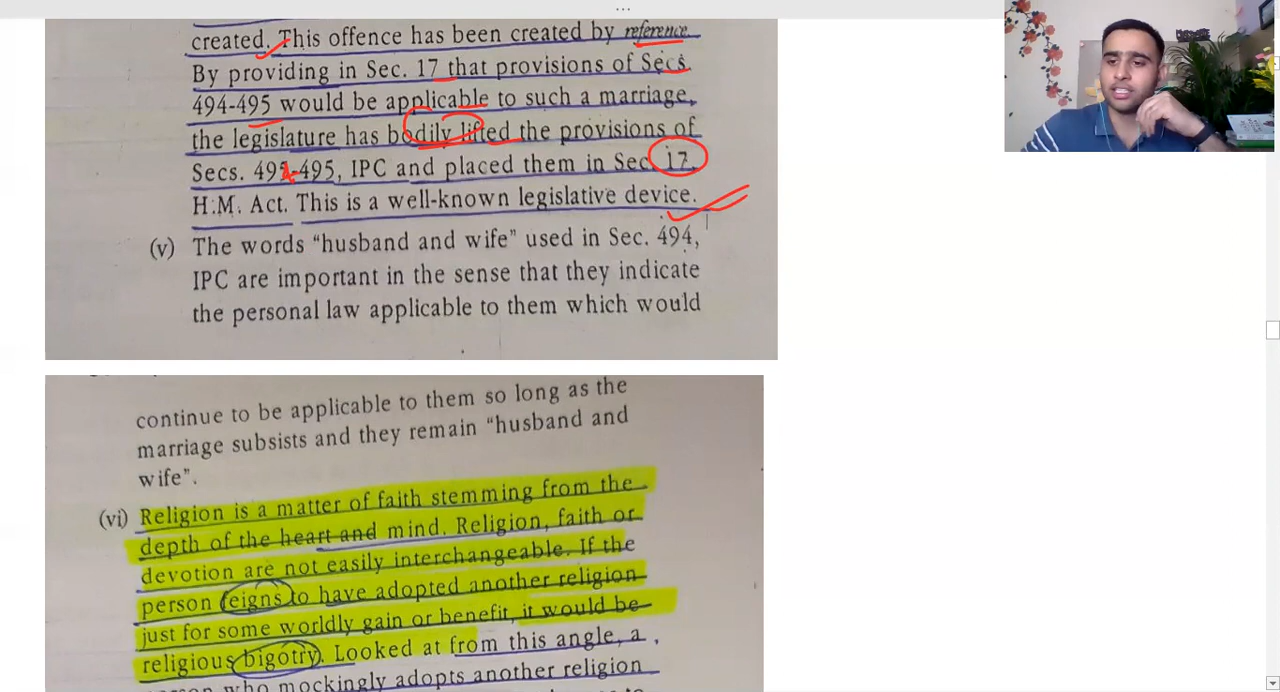 created. This offence has been created by reference.
By providing in Sec. 17 that provisions of Secs.
494-495 would be applicable to such a marriage,
the legislature has bodily lifted the provisions of
Secs. 494-495, IPC and placed them in Sec. 17,
H.M. Act. This is a well-known legislative device.
(v) The words “husband and wife” used in Sec. 494,
IPC are important in the sense that they indicate
the personal law applicable to them which would
continue to be applicable to them so long as the
marriage subsists and they remain “husband and
wife”.
(vi) Religion is a matter of faith stemming from the
depth of the heart and mind. Religion, faith or
devotion are not easily interchangeable. If the
person feigns to have adopted another religion
just for some worldly gain or benefit, it would be
religious bigotry. Looked at from this angle, a
who mockingly adopts another religion